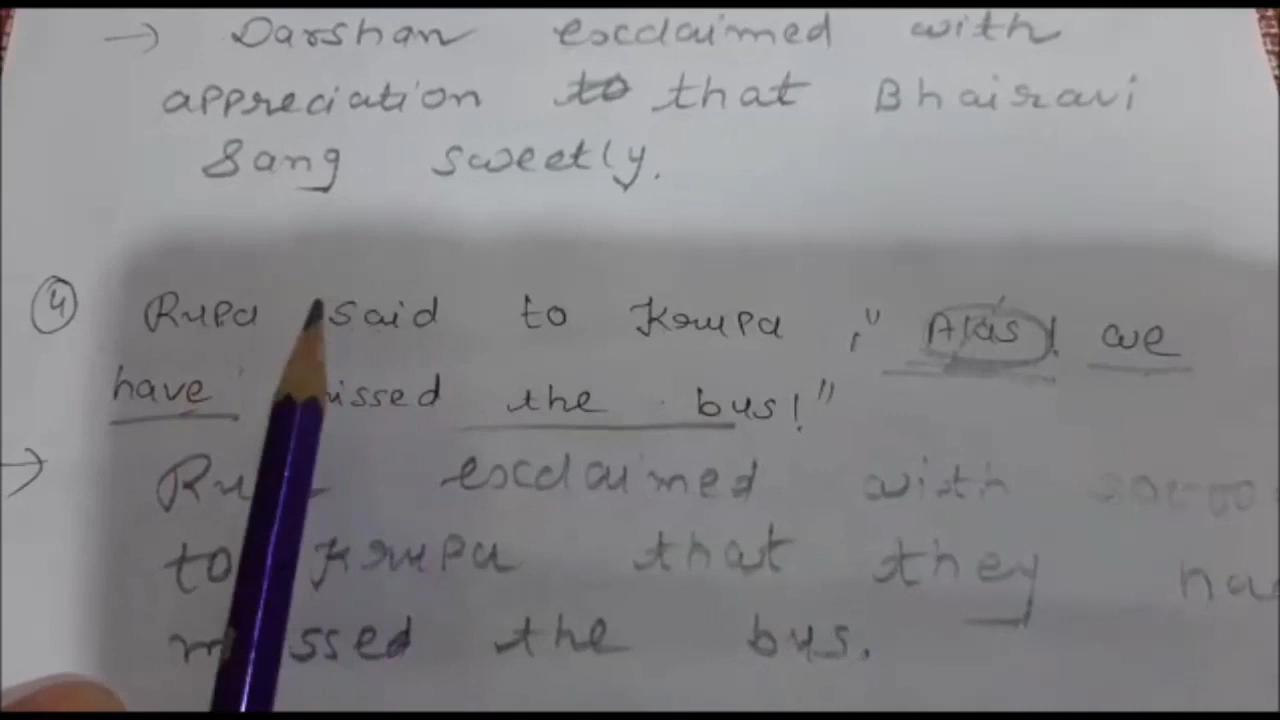 → Darshan exclaimed with
appreciation to that Bhairavi
Sang sweetly.
4 Rupa said to Krupa ," Alas! we
have missed the bus!"
→ exclaimed with
to Krupa that they
missed the bus.